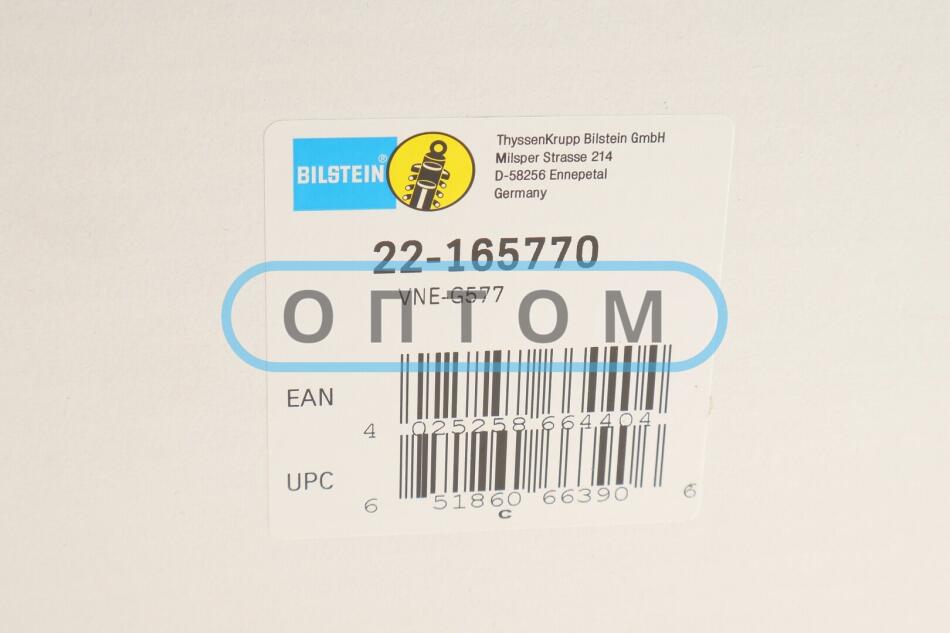 BILSTEIN®
ThyssenKrupp Bilstein GmbH
Milsper Strasse 214
D-58256 Ennepetal
Germany
22-165770
VNE-G577
ОПТОМ
EAN
4 025258 664404
UPC
6 51860 66390 6
C